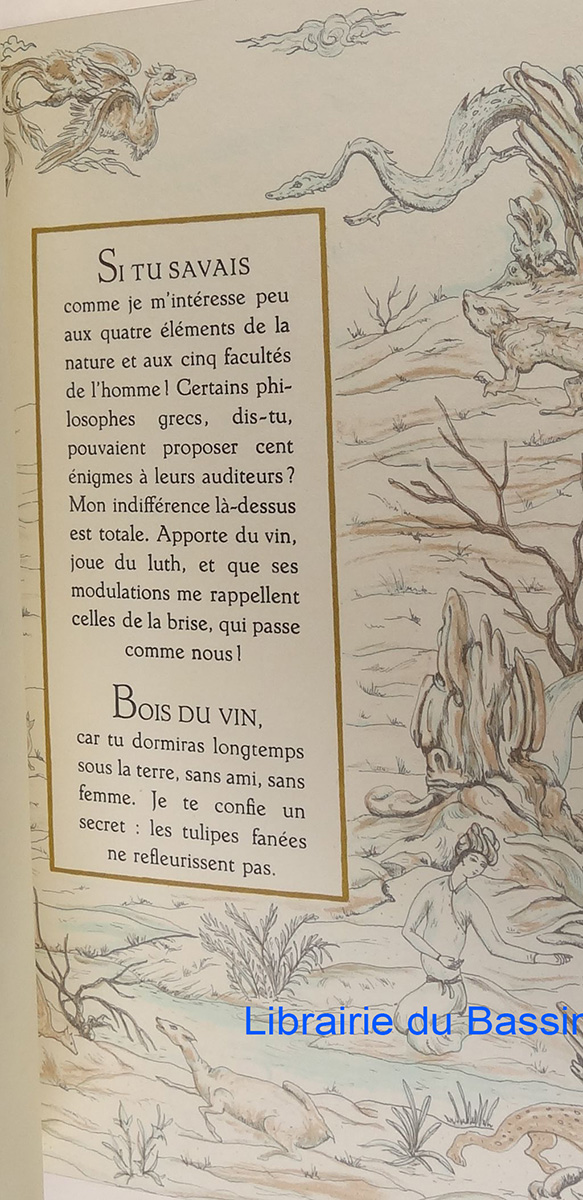 SI TU SAVAIS
comme je m'intéresse peu
aux quatre éléments de la
nature et aux cinq facultés
de l'homme! Certains phi-
losophes grecs, dis-tu,
pouvaient proposer cent
énigmes à leurs auditeurs?
Mon indifférence là-dessus
est totale. Apporte du vin,
joue du luth, et que ses
modulations me rappellent
celles de la brise, qui passe
comme nous!
BOIS DU VIN,
car tu dormiras longtemps
sous la terre, sans ami, sans
femme. Je te confie un
secret : les tulipes fanées
ne refleurissent pas.
Librairie du Bassin